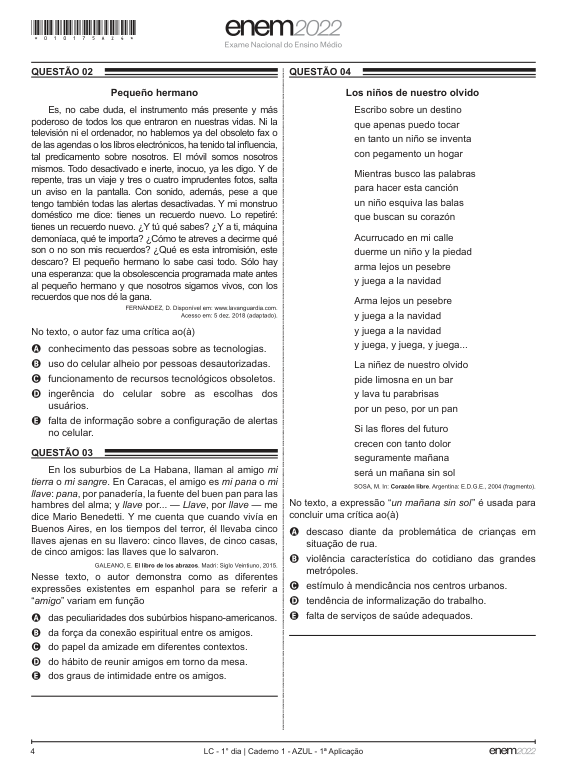 *010175624*
enem2022
Exame Nacional do Ensino Médio
QUESTÃO 02
Pequeño hermano
Es, no cabe duda, el instrumento más presente y más
poderoso de todos los que entraron en nuestras vidas. Ni la
televisión ni el ordenador, no hablemos ya del obsoleto fax o
de las agendas o los libros electrónicos, ha tenido tal influencia,
tal predicamento sobre nosotros. El móvil somos nosotros
mismos. Todo desactivado e inerte, inocuo, ya les digo. Y de
repente, tras un viaje y tres o cuatro imprudentes fotos, salta
un aviso en la pantalla. Con sonido, además, pese a que
tengo también todas las alertas desactivadas. Y mi monstruo
doméstico me dice: tienes un recuerdo nuevo. Lo repetiré:
tienes un recuerdo nuevo. ¿Y tú qué sabes? ¿Y a ti, máquina
demoníaca, qué te importa? ¿Cómo te atreves a decirme qué
son o no son mis recuerdos? ¿Qué es esta intromisión, este
descaro? El pequeño hermano lo sabe casi todo. Sólo hay
una esperanza: que la obsolescencia programada mate antes
al pequeño hermano y que nosotros sigamos vivos, con los
recuerdos que nos dé la gana.
FERNÁNDEZ, D. Disponível em: www.lavanguardia.com.
Acesso em: 5 dez. 2018 (adaptado).
No texto, o autor faz uma crítica ao(à)
A conhecimento das pessoas sobre as tecnologias.
B uso do celular alheio por pessoas desautorizadas.
C funcionamento de recursos tecnológicos obsoletos.
D ingerência do celular sobre as escolhas dos
usuários.
E falta de informação sobre a configuração de alertas
no celular.
QUESTÃO 03
En los suburbios de La Habana, llaman al amigo mi
tierra o mi sangre. En Caracas, el amigo es mi pana o mi
llave: pana, por panadería, la fuente del buen pan para las
hambres del alma; y llave por... — Llave, por llave — me
dice Mario Benedetti. Y me cuenta que cuando vivía en
Buenos Aires, en los tiempos del terror, él llevaba cinco
llaves ajenas en su llavero: cinco llaves, de cinco casas,
de cinco amigos: las llaves que lo salvaron.
GALEANO, E. El libro de los abrazos. Madri: Siglo Veintiuno, 2015.
Nesse texto, o autor demonstra como as diferentes
expressões existentes em espanhol para se referir a
“amigo” variam em função
A das peculiaridades dos subúrbios hispano-americanos.
B da força da conexão espiritual entre os amigos.
C do papel da amizade em diferentes contextos.
D do hábito de reunir amigos em torno da mesa.
E dos graus de intimidade entre os amigos.
QUESTÃO 04
Los niños de nuestro olvido
Escribo sobre un destino
que apenas puedo tocar
en tanto un niño se inventa
con pegamento un hogar
Mientras busco las palabras
para hacer esta canción
un niño esquiva las balas
que buscan su corazón
Acurrucado en mi calle
duerme un niño y la piedad
arma lejos un pesebre
y juega a la navidad
Arma lejos un pesebre
y juega a la navidad
y juega a la navidad
y juega, y juega, y juega...
La niñez de nuestro olvido
pide limosna en un bar
y lava tu parabrisas
por un peso, por un pan
Si las flores del futuro
crecen con tanto dolor
seguramente mañana
será un mañana sin sol
SOSA, M. In: Corazón libre. Argentina: E.D.G.E., 2004 (fragmento).
No texto, a expressão “un mañana sin sol” é usada para
concluir uma crítica ao(à)
A descaso diante da problemática de crianças em
situação de rua.
B violência característica do cotidiano das grandes
metrópoles.
C estímulo à mendicância nos centros urbanos.
D tendência de informalização do trabalho.
E falta de serviços de saúde adequados.
4
LC - 1° dia | Caderno 1 - AZUL - 1ª Aplicação
enem2022